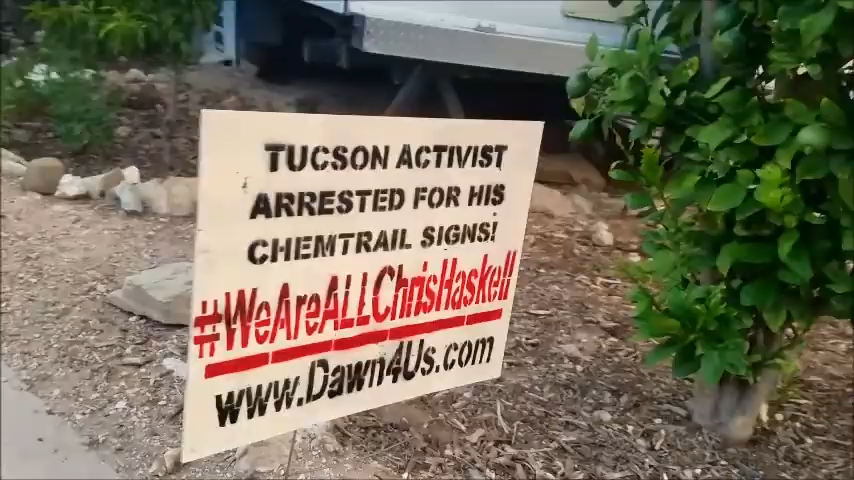 TUCSON ACTIVIST
ARRESTED FOR HIS
CHEMTRAIL SIGNS!
#WeAreALLChrisHaskell
www.Dawn4Us.com